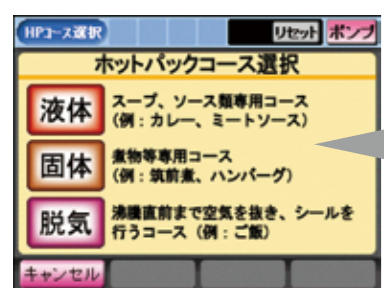 HPコース選択
リセット
ポンプ
ホットパックコース選択
液体
スープ、ソース類専用コース
(例:カレー、ミートソース)
固体
煮物等専用コース
(例:筑前煮、ハンバーグ)
脱気
沸騰直前まで空気を抜き、シールを
行うコース(例:ご飯)
キャンセル